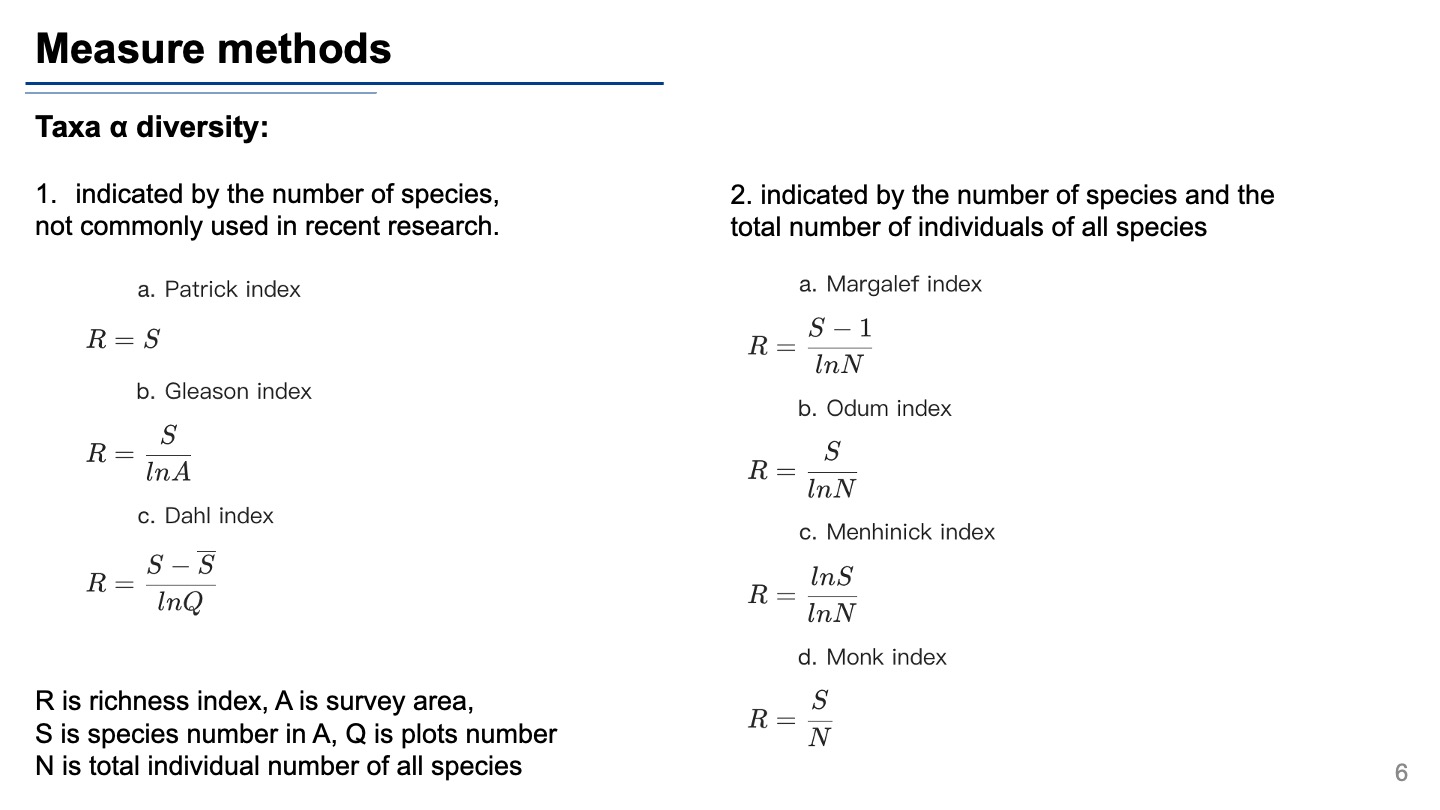 Measure methods
Taxa α diversity:
1. indicated by the number of species,
not commonly used in recent research.
a. Patrick index
R = S
b. Gleason index
R = \frac{S}{lnA}
c. Dahl index
R = \frac{S - \overline{S}}{lnQ}
R is richness index, A is survey area,
S is species number in A, Q is plots number
N is total individual number of all species
2. indicated by the number of species and the
total number of individuals of all species
a. Margalef index
R = \frac{S - 1}{lnN}
b. Odum index
R = \frac{S}{lnN}
c. Menhinick index
R = \frac{lnS}{lnN}
d. Monk index
R = \frac{S}{N}
6